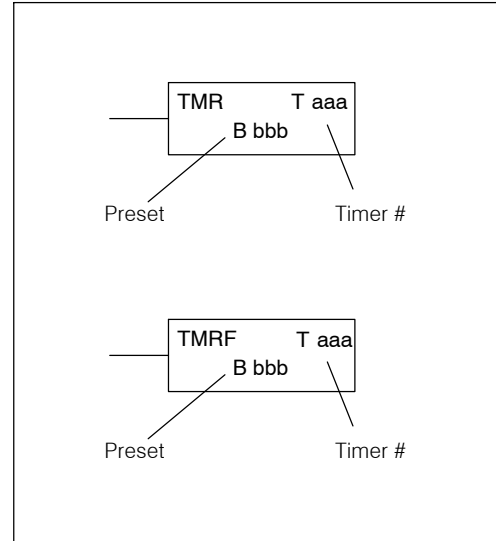 TMR T aaa
B bbb
Preset Timer #
TMRF T aaa
B bbb
Preset Timer #